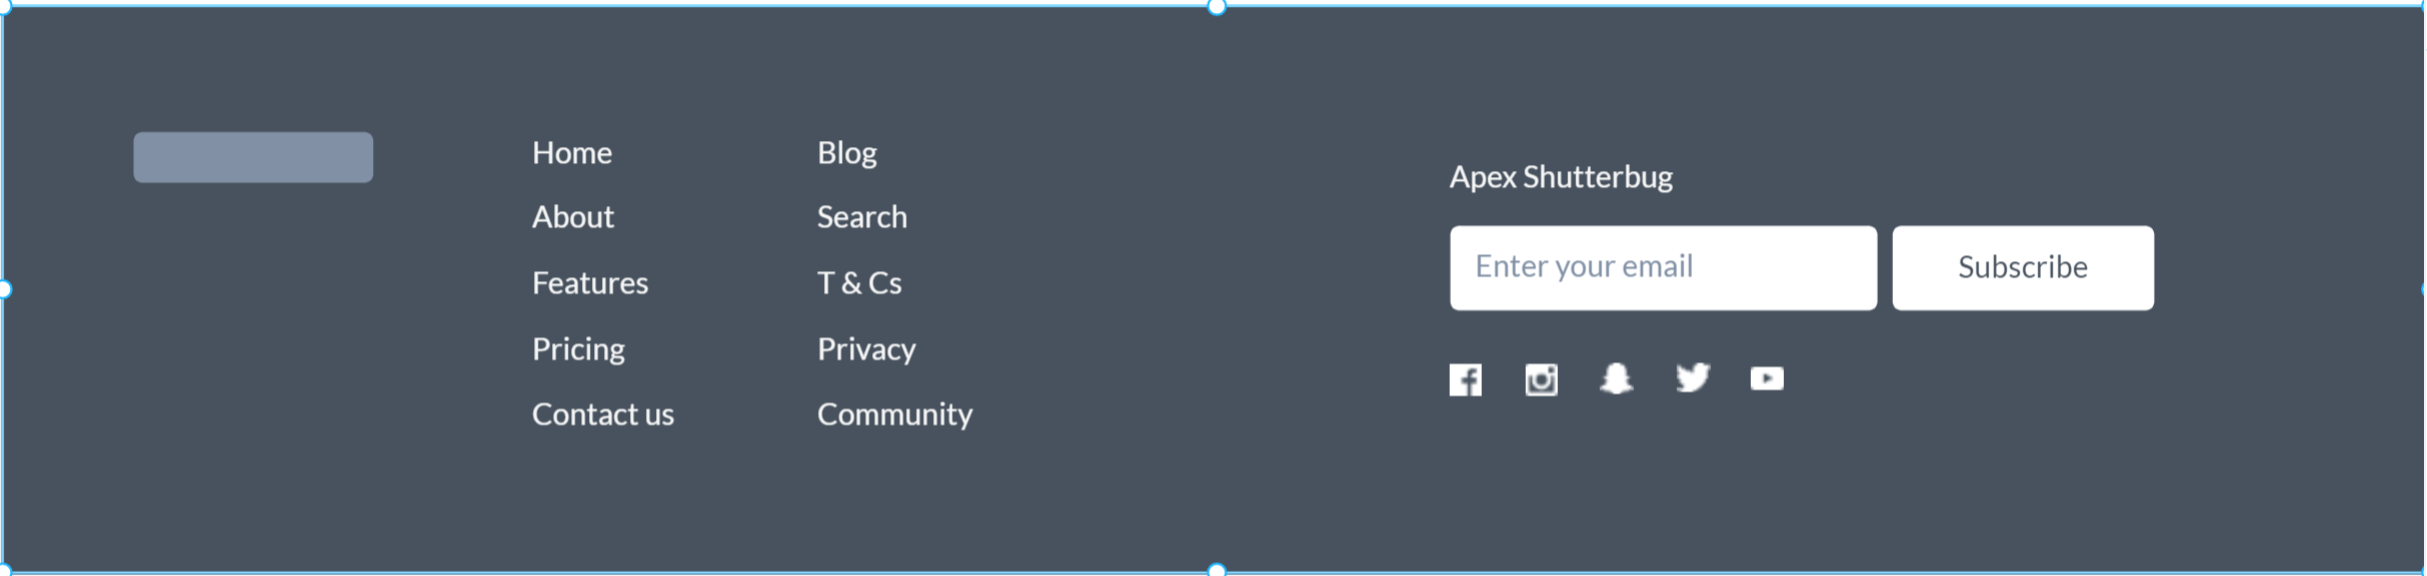 Home
About
Features
Pricing
Contact us
Blog
Search
T & Cs
Privacy
Community
Apex Shutterbug
Enter your email
Subscribe